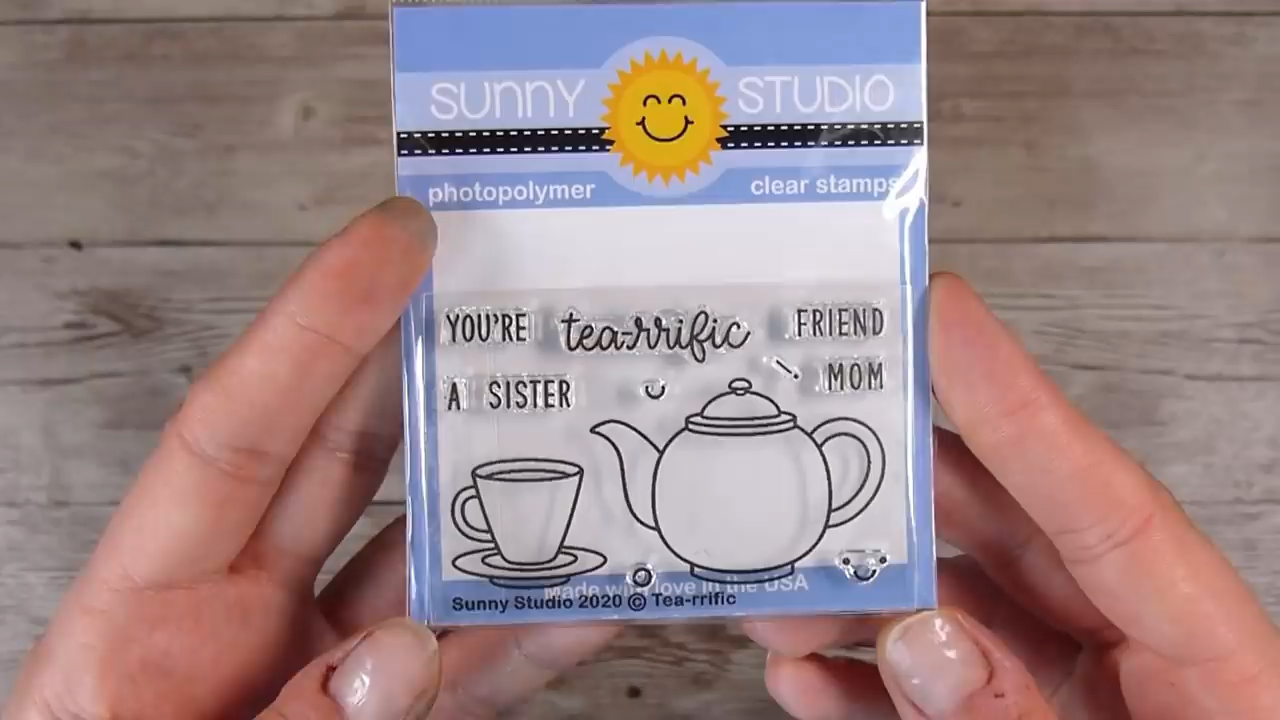 SUNNY STUDIO
photopolymer clear stamps
YOU'RE tea-rrific FRIEND
A SISTER ! MOM
made with love in the USA
Sunny Studio 2020 © Tea-rrific